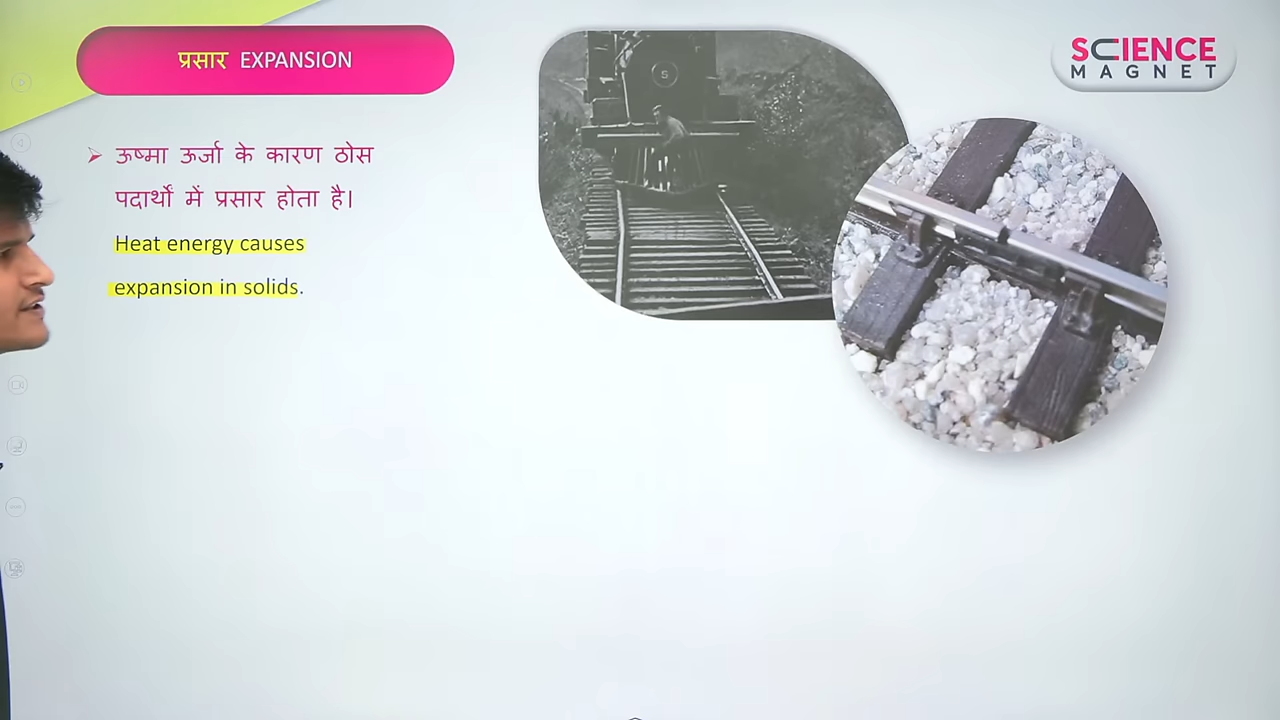 प्रसार EXPANSION
SCIENCE
MAGNET
S
ऊष्मा ऊर्जा के कारण ठोस
पदार्थों में प्रसार होता है।
Heat energy causes
expansion in solids.